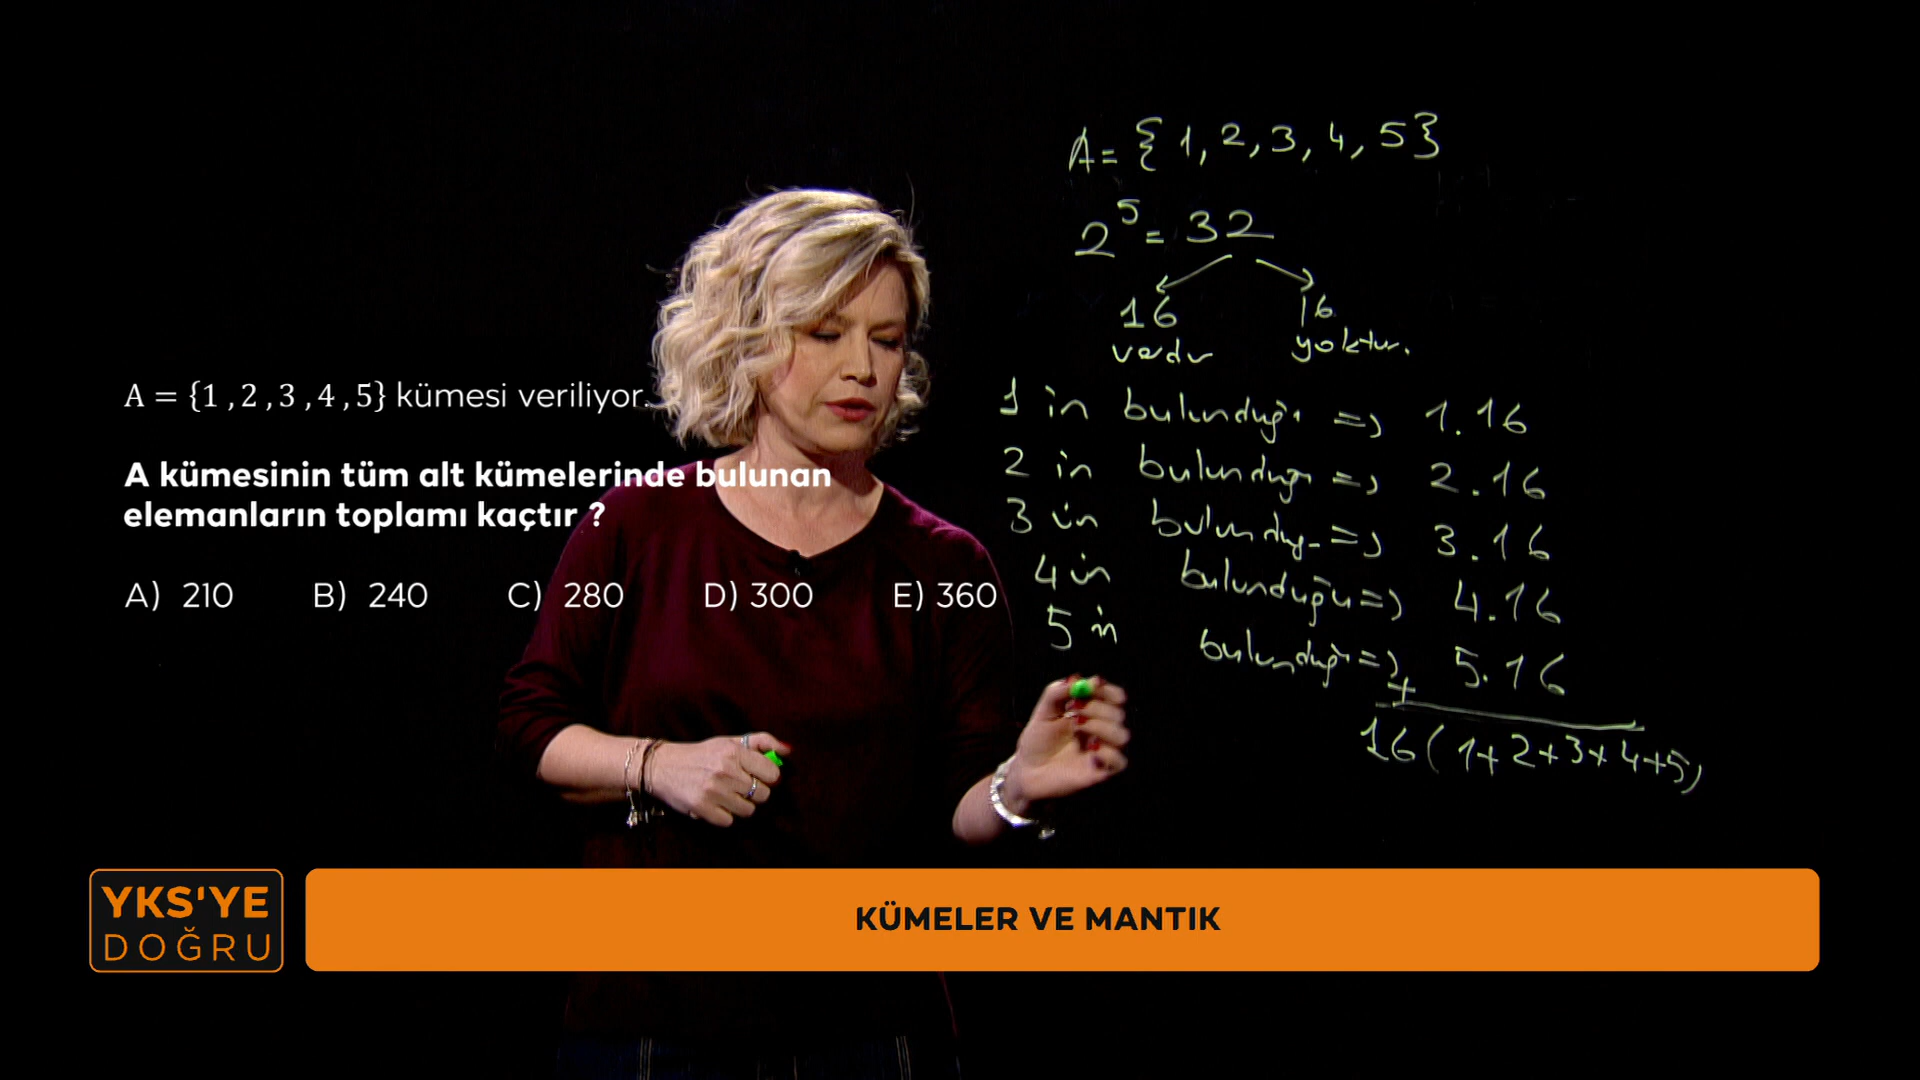 A = {1 , 2 , 3 , 4 , 5} kümesi veriliyor.
A kümesinin tüm alt kümelerinde bulunan
elemanların toplamı kaçtır ?
A) 210 B) 240 C) 280 D) 300 E) 360
A = {1, 2, 3, 4, 5}
2⁵ = 32
16 16
vardır yoktur.
1 in bulunduğu => 1.16
2 in bulunduğu => 2.16
3 ün bulunduğ- => 3.16
4 ün bulunduğu => 4.16
5 in bulunduğu => 5.16
+
16 ( 1+2+3+4+5)
YKS'YE
DOĞRU
KÜMELER VE MANTIK